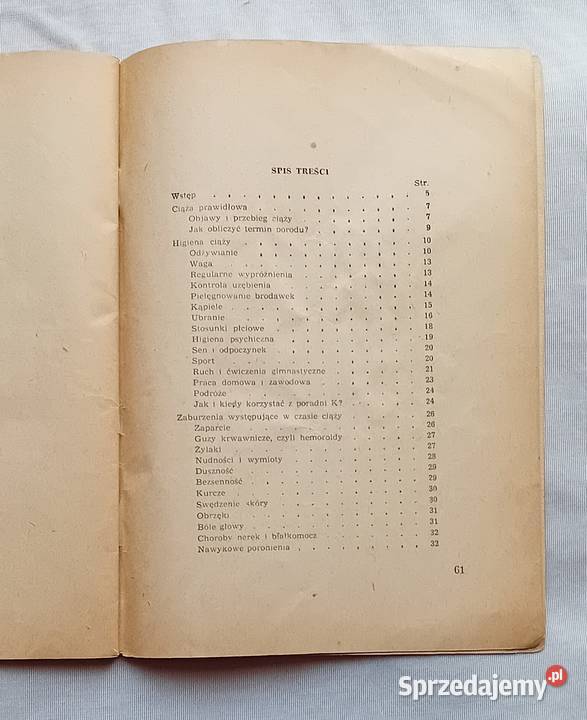 SPIS TREŚCI
Str.
Wstęp 5
Ciąża prawidłowa 7
Objawy i przebieg ciąży 7
Jak obliczyć termin porodu? 9
Higiena ciąży 10
Odżywianie 10
Waga 13
Regularne wypróżnienia 13
Kontrola uzębienia 14
Pielęgnowanie brodawek 14
Kąpiele 15
Ubranie 16
Stosunki płciowe 18
Higiena psychiczna 19
Sen i odpoczynek 20
Sport 20
Ruch i ćwiczenia gimnastyczne 21
Praca domowa i zawodowa 23
Podróże 24
Jak i kiedy korzystać z poradni K? 24
Zaburzenia występujące w czasie ciąży 26
Zaparcie 26
Guzy krwawnicze, czyli hemoroidy 27
Żylaki 27
Nudności i wymioty 28
Duszność 29
Bezsenność 29
Kurcze 30
Swędzenie skóry 30
Obrzęki 31
Bóle głowy 31
Choroby nerek i białkomocz 32
Nawykowe poronienia 32
61
Sprzedajemy.pl